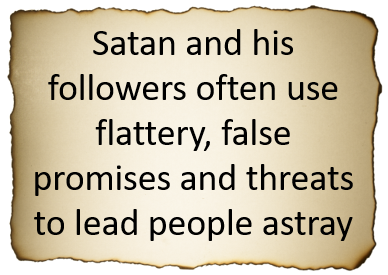 Satan and his
followers often use
flattery, false
promises and threats
to lead people astray